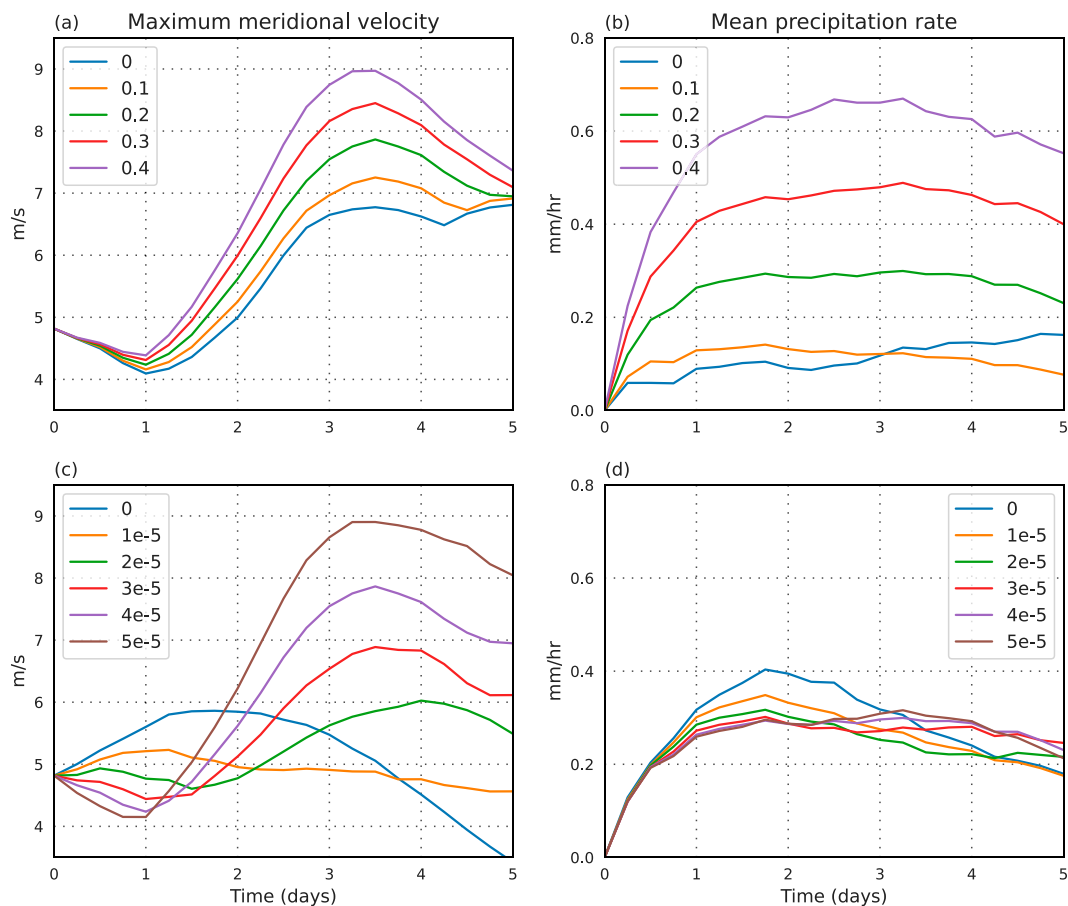 (a) Maximum meridional velocity
(b) Mean precipitation rate
9
8
7
6
5
4
m/s
0
0.1
0.2
0.3
0.4
0 1 2 3 4 5
0.8
0.6
0.4
0.2
0.0
mm/hr
0
0.1
0.2
0.3
0.4
0 1 2 3 4 5
(c)
(d)
9
8
7
6
5
4
m/s
0
1e-5
2e-5
3e-5
4e-5
5e-5
0 1 2 3 4 5
Time (days)
0.8
0.6
0.4
0.2
0.0
mm/hr
0
1e-5
2e-5
3e-5
4e-5
5e-5
0 1 2 3 4 5
Time (days)